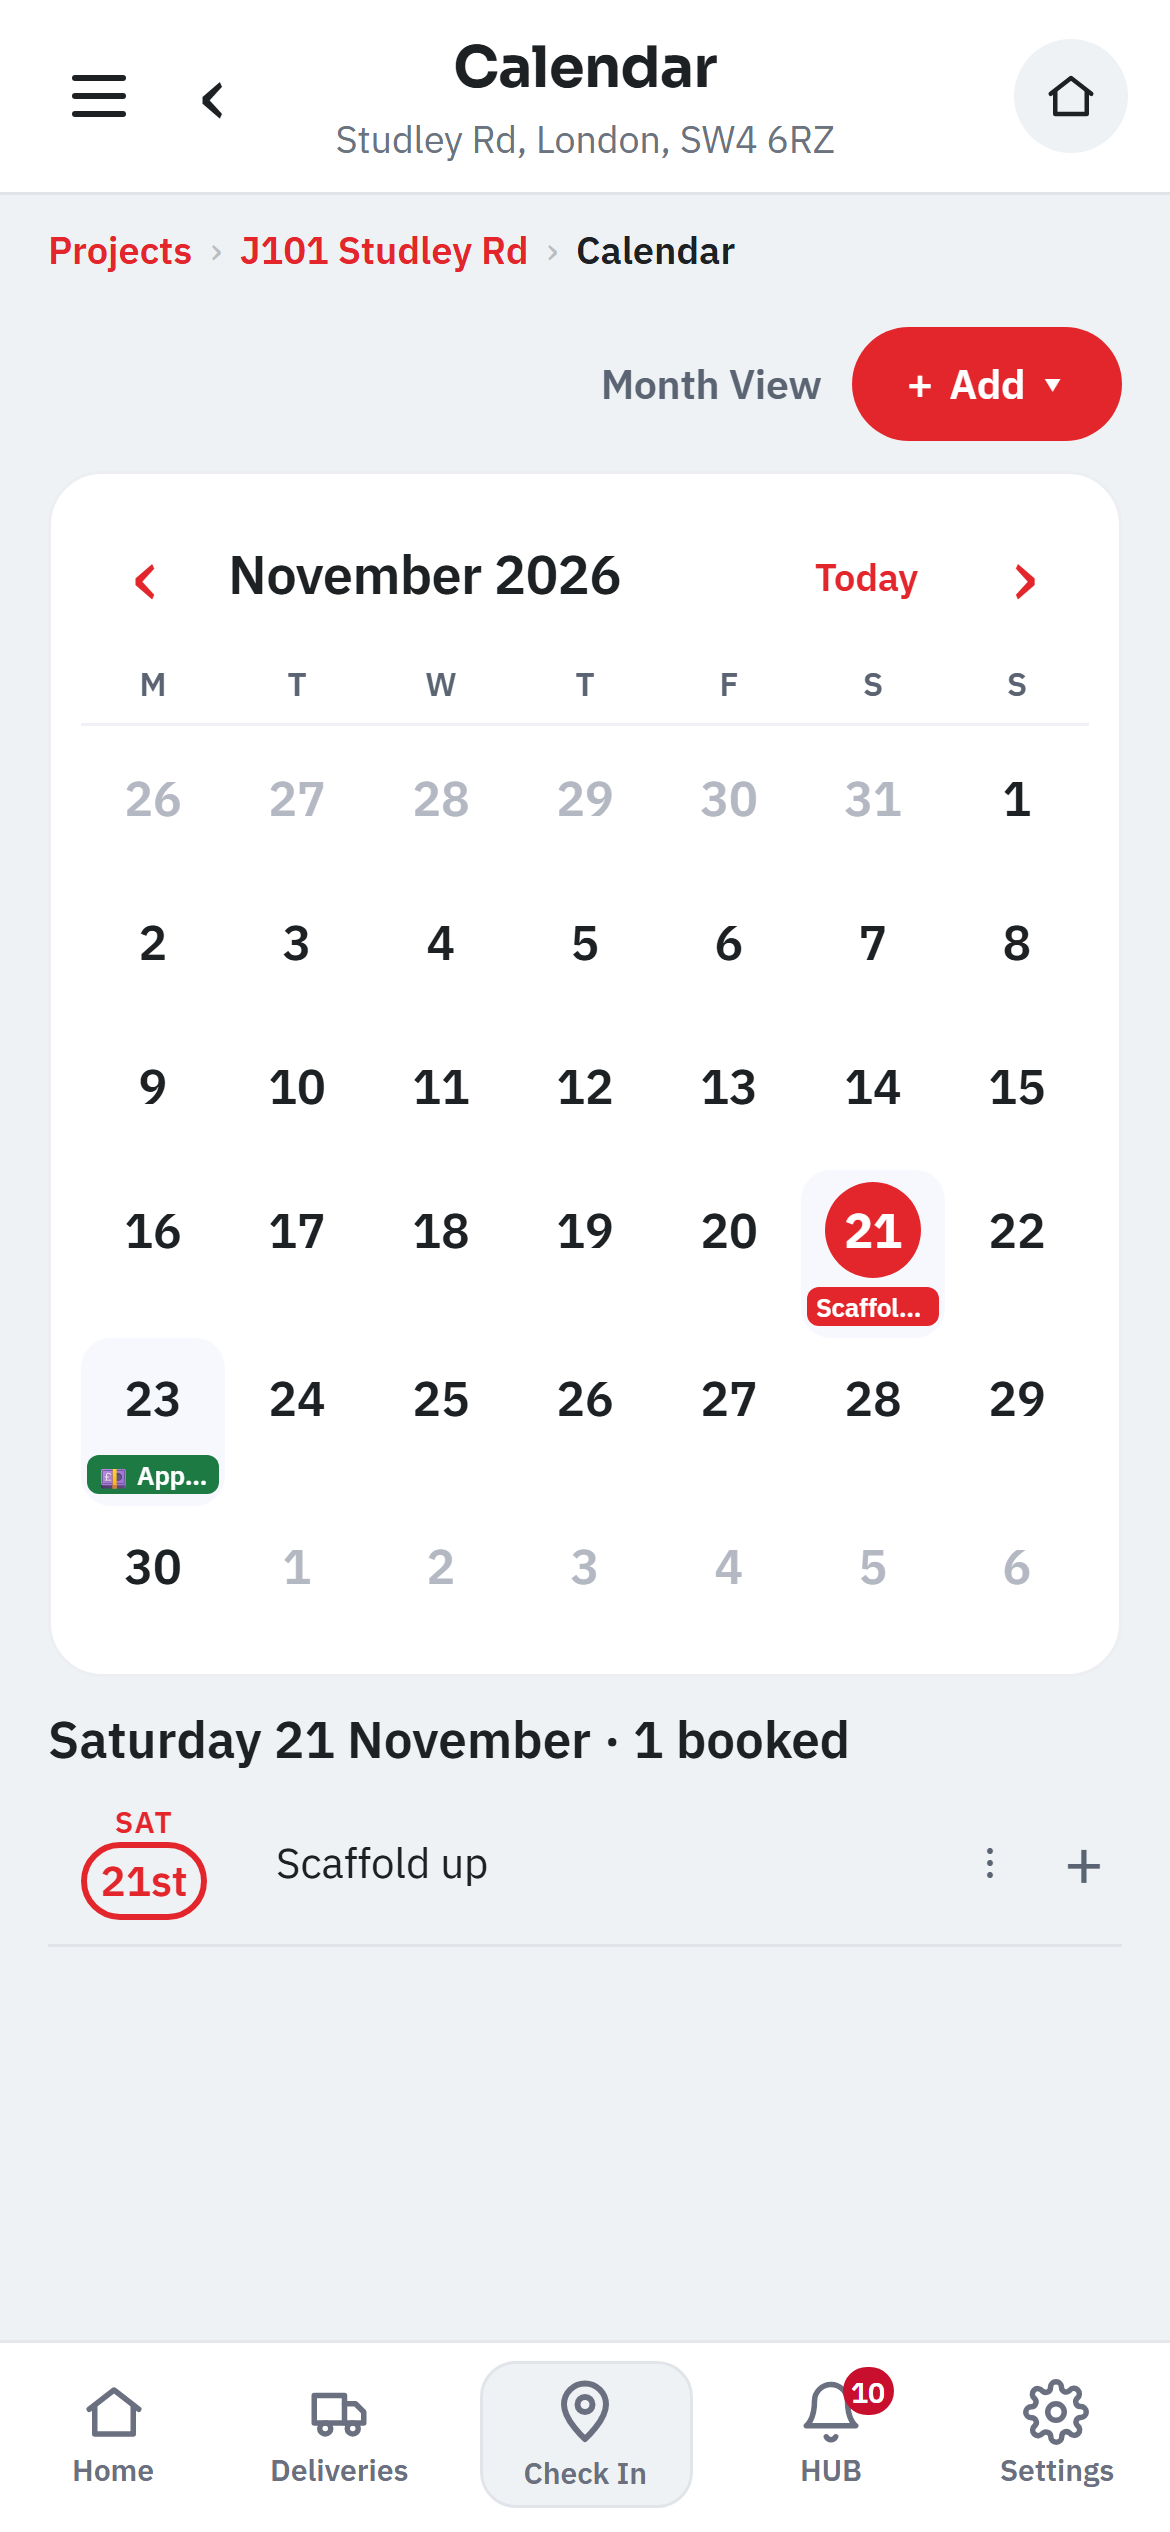 Calendar
Studley Rd, London, SW4 6RZ
Projects › J101 Studley Rd › Calendar
Month View
+ Add ▾
November 2026
Today
M T W T F S S
26 27 28 29 30 31 1
2 3 4 5 6 7 8
9 10 11 12 13 14 15
16 17 18 19 20 21 22
Scaffol...
23 24 25 26 27 28 29
💷 App...
30 1 2 3 4 5 6
Saturday 21 November · 1 booked
SAT
21st
Scaffold up
+
10
Home Deliveries Check In HUB Settings